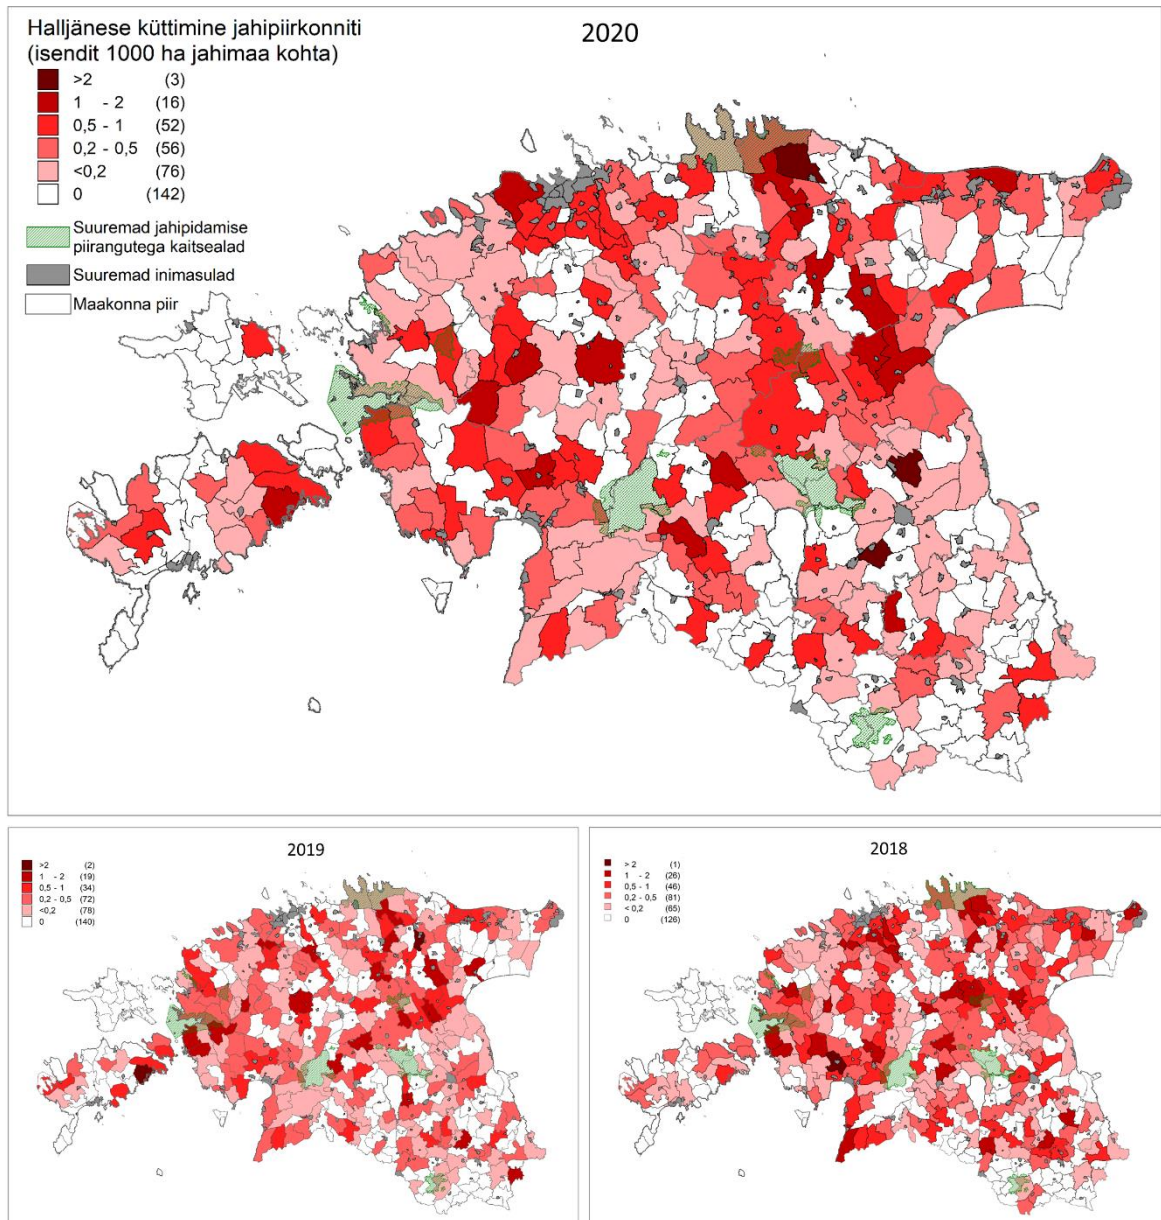 Halljänese küttimine jahipiirkonniti
(isendit 1000 ha jahimaa kohta)
2020
>2 (3)
1 - 2 (16)
0,5 - 1 (52)
0,2 - 0,5 (56)
<0,2 (76)
0 (142)
Suuremad jahipidamise
piirangutega kaitsealad
Suuremad inimasulad
Maakonna piir
2019
>2 (2)
1 - 2 (19)
0,5 - 1 (34)
0,2 - 0,5 (72)
<0,2 (78)
0 (140)
2018
> 2 (1)
1 - 2 (26)
0,5 - 1 (46)
0,2 - 0,5 (81)
< 0,2 (65)
0 (126)